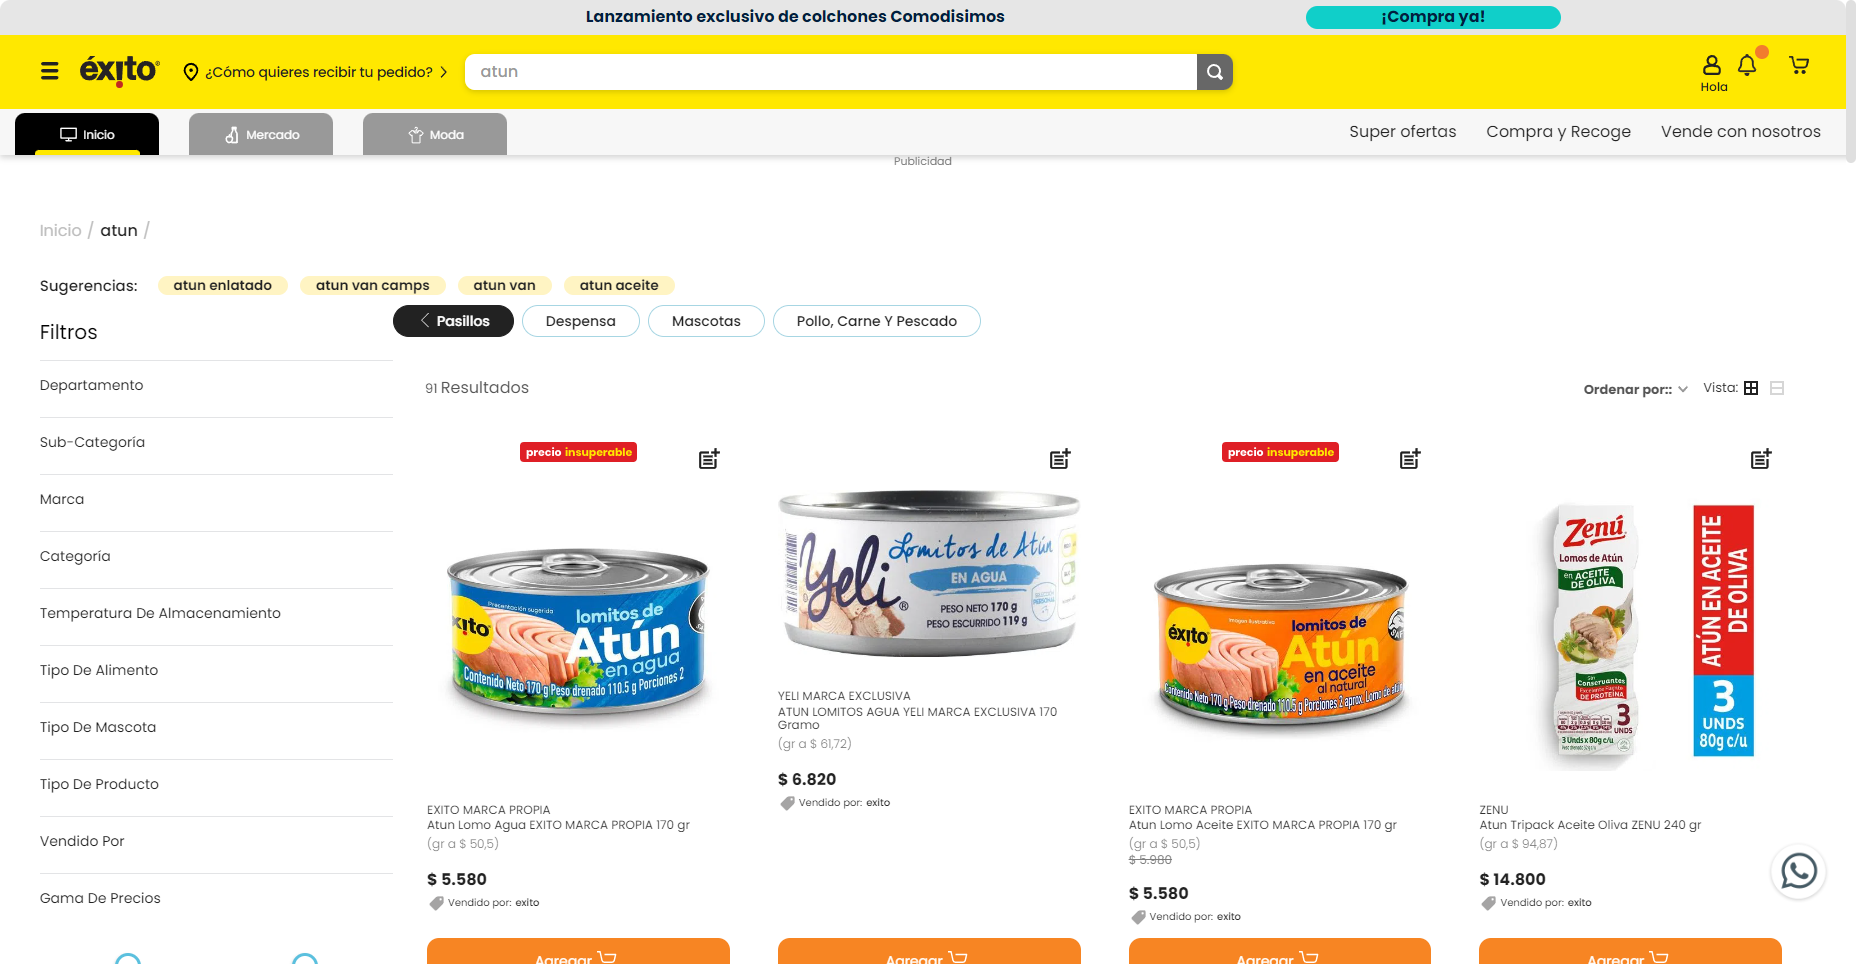 Lanzamiento exclusivo de colchones Comodisimos
¡Compra ya!
éxito
¿Cómo quieres recibir tu pedido?
atun
Hola
Inicio
Mercado
Moda
Super ofertas
Compra y Recoge
Vende con nosotros
Publicidad
Inicio / atun /
Sugerencias:
atun enlatado
atun van camps
atun van
atun aceite
Filtros
Pasillos
Despensa
Mascotas
Pollo, Carne Y Pescado
Departamento
Sub-Categoría
Marca
Categoría
Temperatura De Almacenamiento
Tipo De Alimento
Tipo De Mascota
Tipo De Producto
Vendido Por
Gama De Precios
91 Resultados
Ordenar por::
Vista:
precio insuperable
éxito
Presentación sugerida
lomitos de
Atún
en agua
Contenido Neto 170 g Peso drenado 110.5 g Porciones 2
EXITO MARCA PROPIA
Atun Lomo Agua EXITO MARCA PROPIA 170 gr
(gr a $ 50,5)
$ 5.580
Vendido por: exito
Agregar
Yeli®
Lomitos de Atún
EN AGUA
PESO NETO 170 g
PESO ESCURRIDO 119 g
YELI MARCA EXCLUSIVA
ATUN LOMITOS AGUA YELI MARCA EXCLUSIVA 170
Gramo
(gr a $ 61,72)
$ 6.820
Vendido por: exito
Agregar
precio insuperable
éxito
Imagen ilustrativa
lomitos de
Atún
en aceite
al natural
Contenido Neto 170 g Peso drenado 110.5 g Porciones 2 aprox. Lomo de atún
EXITO MARCA PROPIA
Atun Lomo Aceite EXITO MARCA PROPIA 170 gr
(gr a $ 50,5)
$ 5.980
$ 5.580
Vendido por: exito
Agregar
Zenú
Lomos de Atún
en ACEITE
DE OLIVA
Sin
Conservantes
Excelente Fuente
DE PROTEÍNA
3
UNDS
3 Unds x 80g c/u
ATÚN EN ACEITE
DE OLIVA
3
UNDS
80g c/u
ZENU
Atun Tripack Aceite Oliva ZENU 240 gr
(gr a $ 94,87)
$ 14.800
Vendido por: exito
Agregar